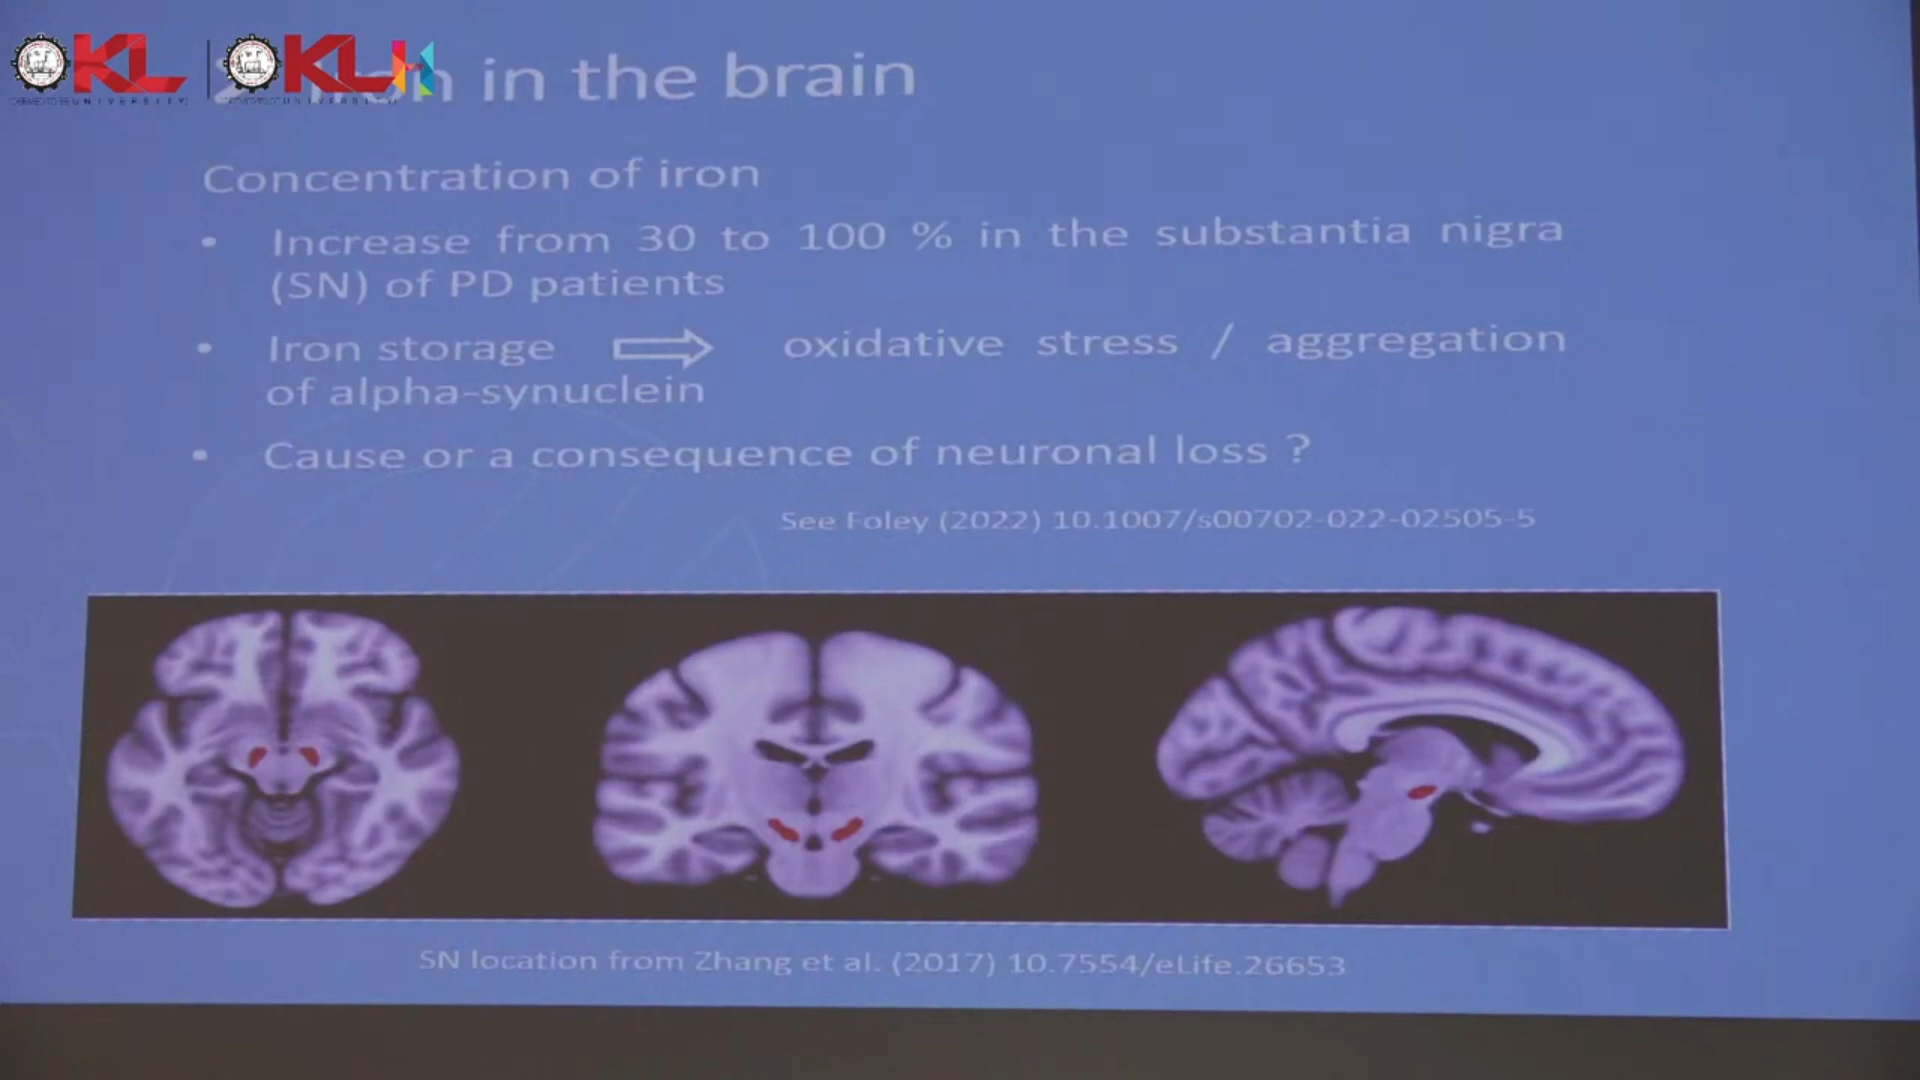 KL
KLH
UNIVERSITY
in the brain
Concentration of iron
• Increase from 30 to 100 % in the substantia nigra
(SN) of PD patients
• Iron storage ⇒ oxidative stress / aggregation
of alpha-synuclein
• Cause or a consequence of neuronal loss ?
See Foley (2022) 10.1007/s00702-022-02505-5
SN location from Zhang et al. (2017) 10.7554/eLife.26653